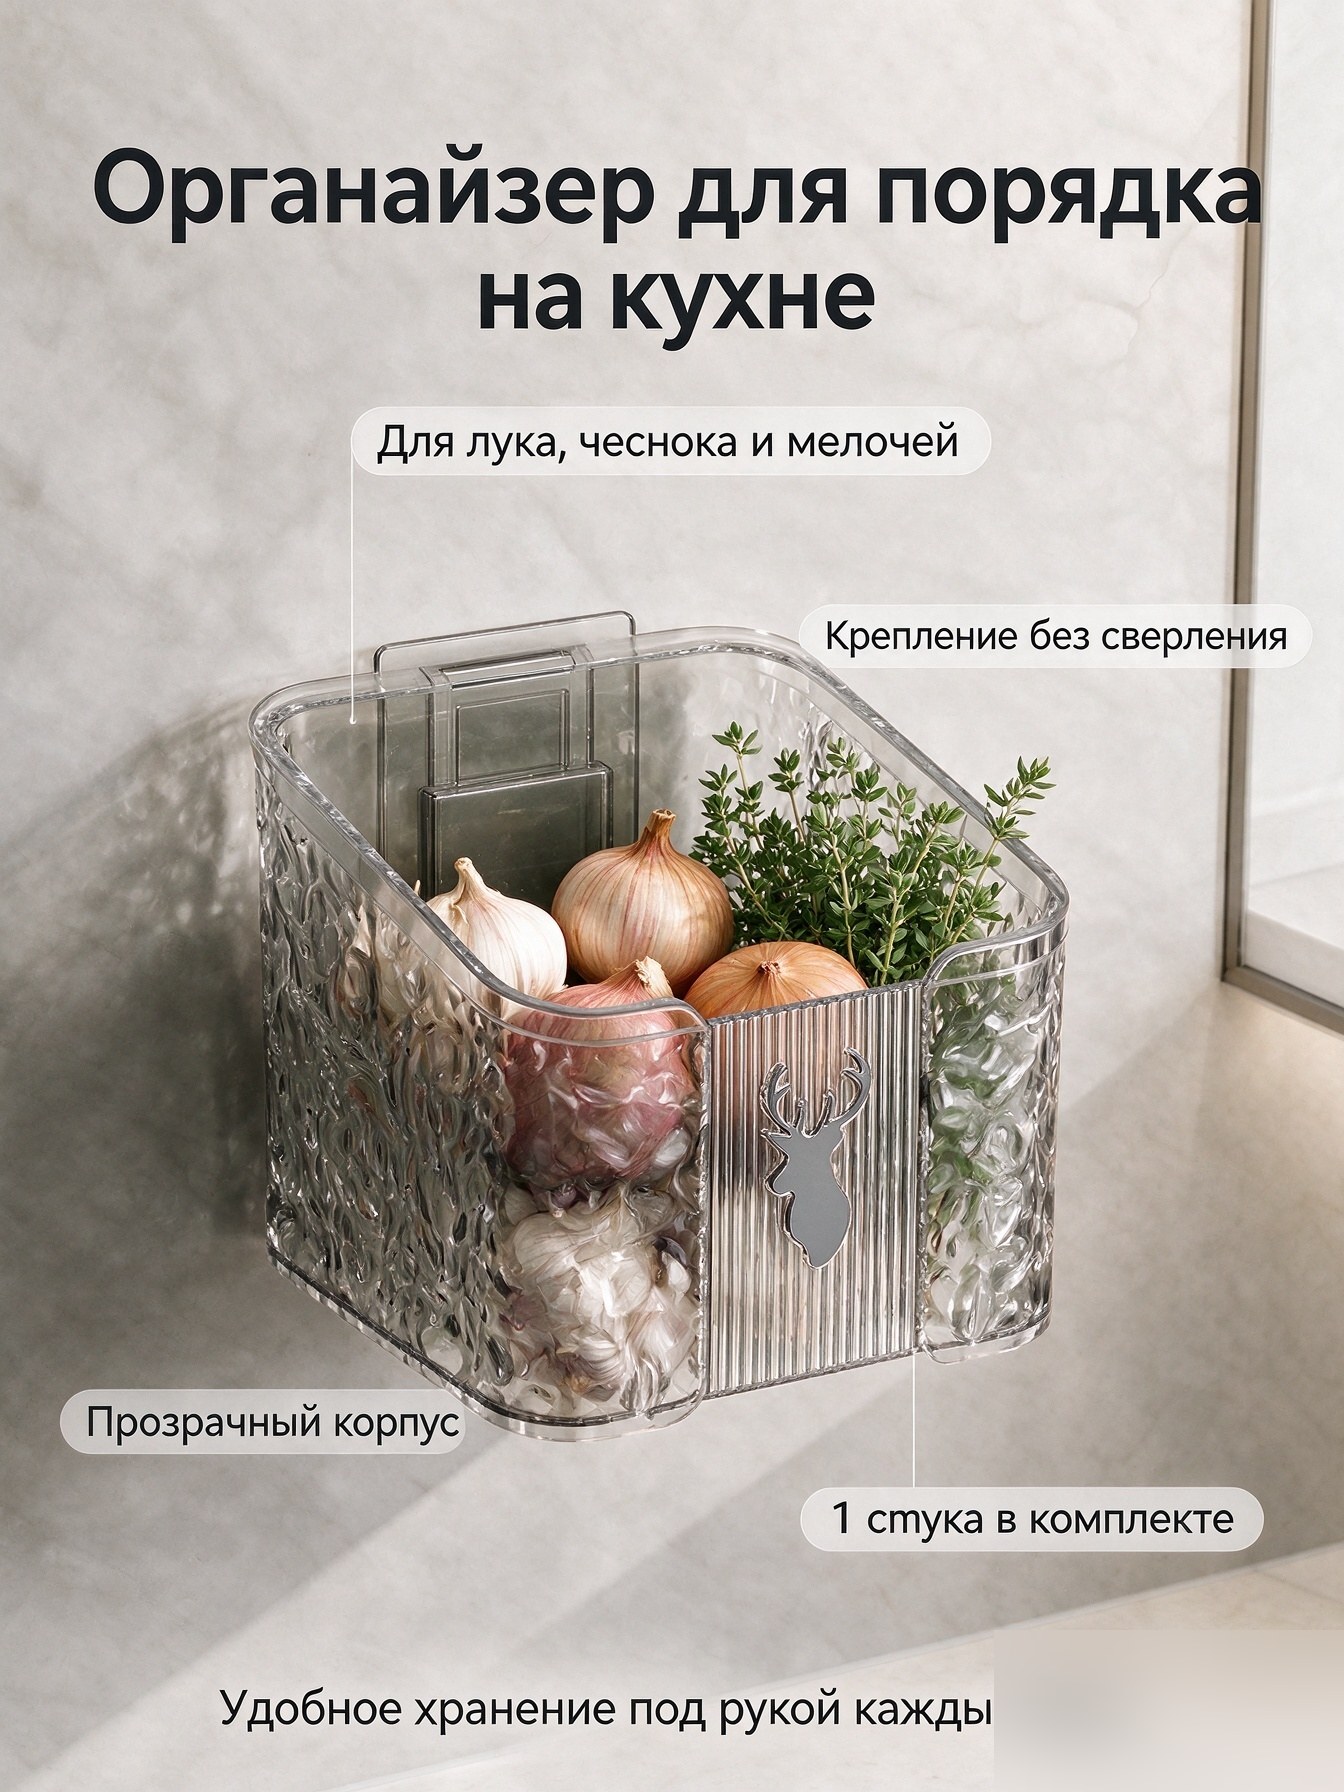 Органайзер для порядка
на кухне
Для лука, чеснока и мелочей
Крепление без сверления
Прозрачный корпус
1 стука в комплекте
Удобное хранение под рукой кажды